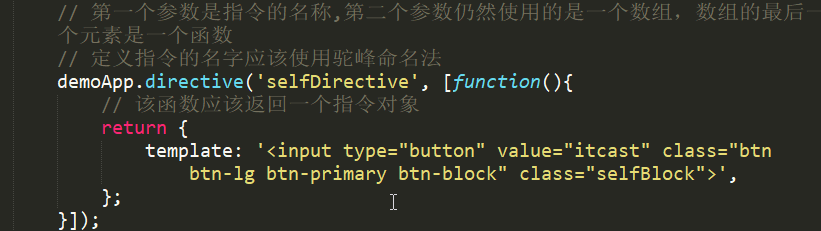 // 第一个参数是指令的名称,第二个参数仍然使用的是一个数组，数组的最后一
个元素是一个函数
// 定义指令的名字应该使用驼峰命名法
demoApp.directive('selfDirective', [function(){
// 该函数应该返回一个指令对象
return {
template: '<input type="button" value="itcast" class="btn
btn-lg btn-primary btn-block" class="selfBlock">',
};
}]);